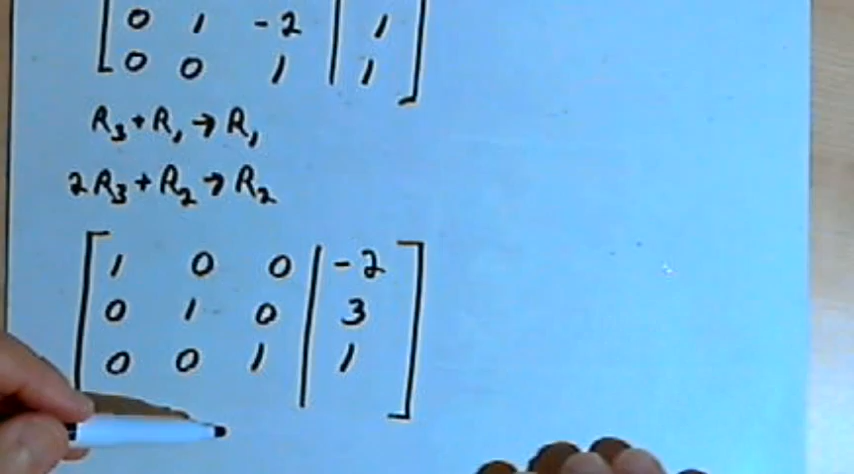 0 1 -2 | 1
0 0 1 | 1
R₃+R₁→R₁
2R₃+R₂→R₂
1 0 0 | -2
0 1 0 | 3
0 0 1 | 1